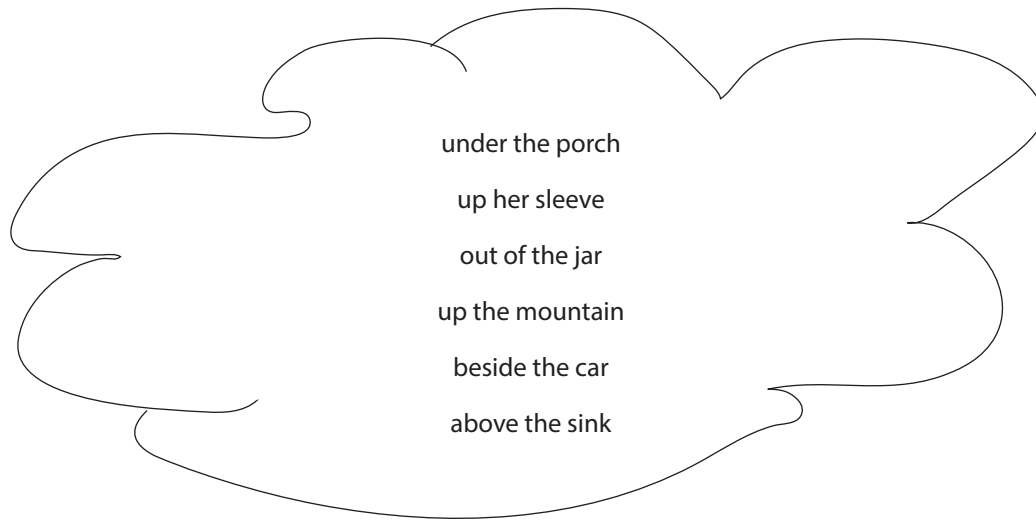 under the porch
up her sleeve
out of the jar
up the mountain
beside the car
above the sink